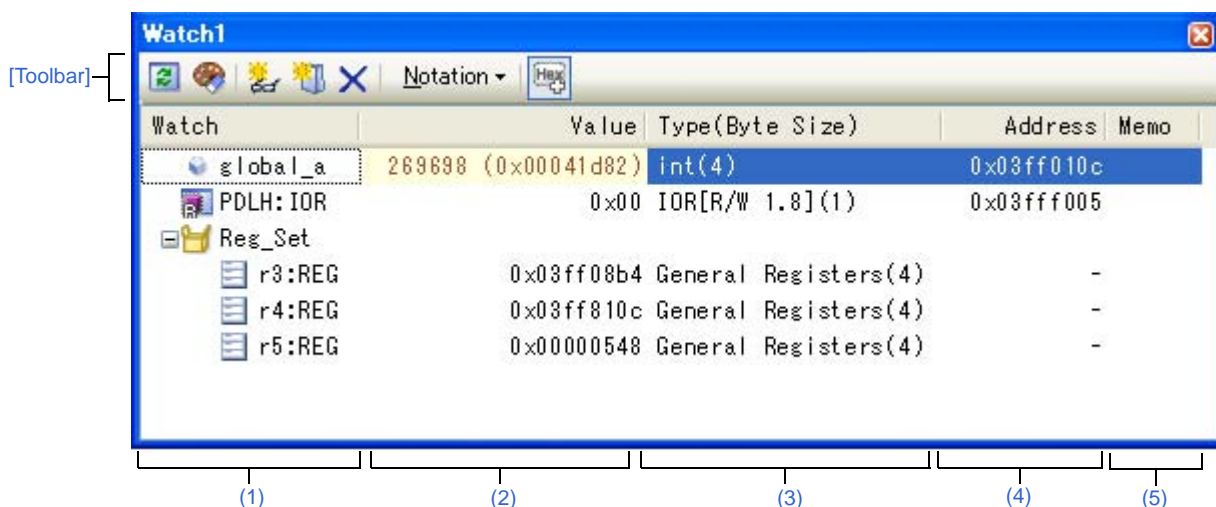 Watch1
[Toolbar]
Notation
Hex
Watch Value Type(Byte Size) Address Memo
global_a 269698 (0x00041d82) int(4) 0x03ff010c
PDLH:IOR 0x00 IOR[R/W 1.8](1) 0x03fff005
Reg_Set
r3:REG 0x03ff08b4 General Registers(4) -
r4:REG 0x03ff810c General Registers(4) -
r5:REG 0x00000548 General Registers(4) -
(1) (2) (3) (4) (5)